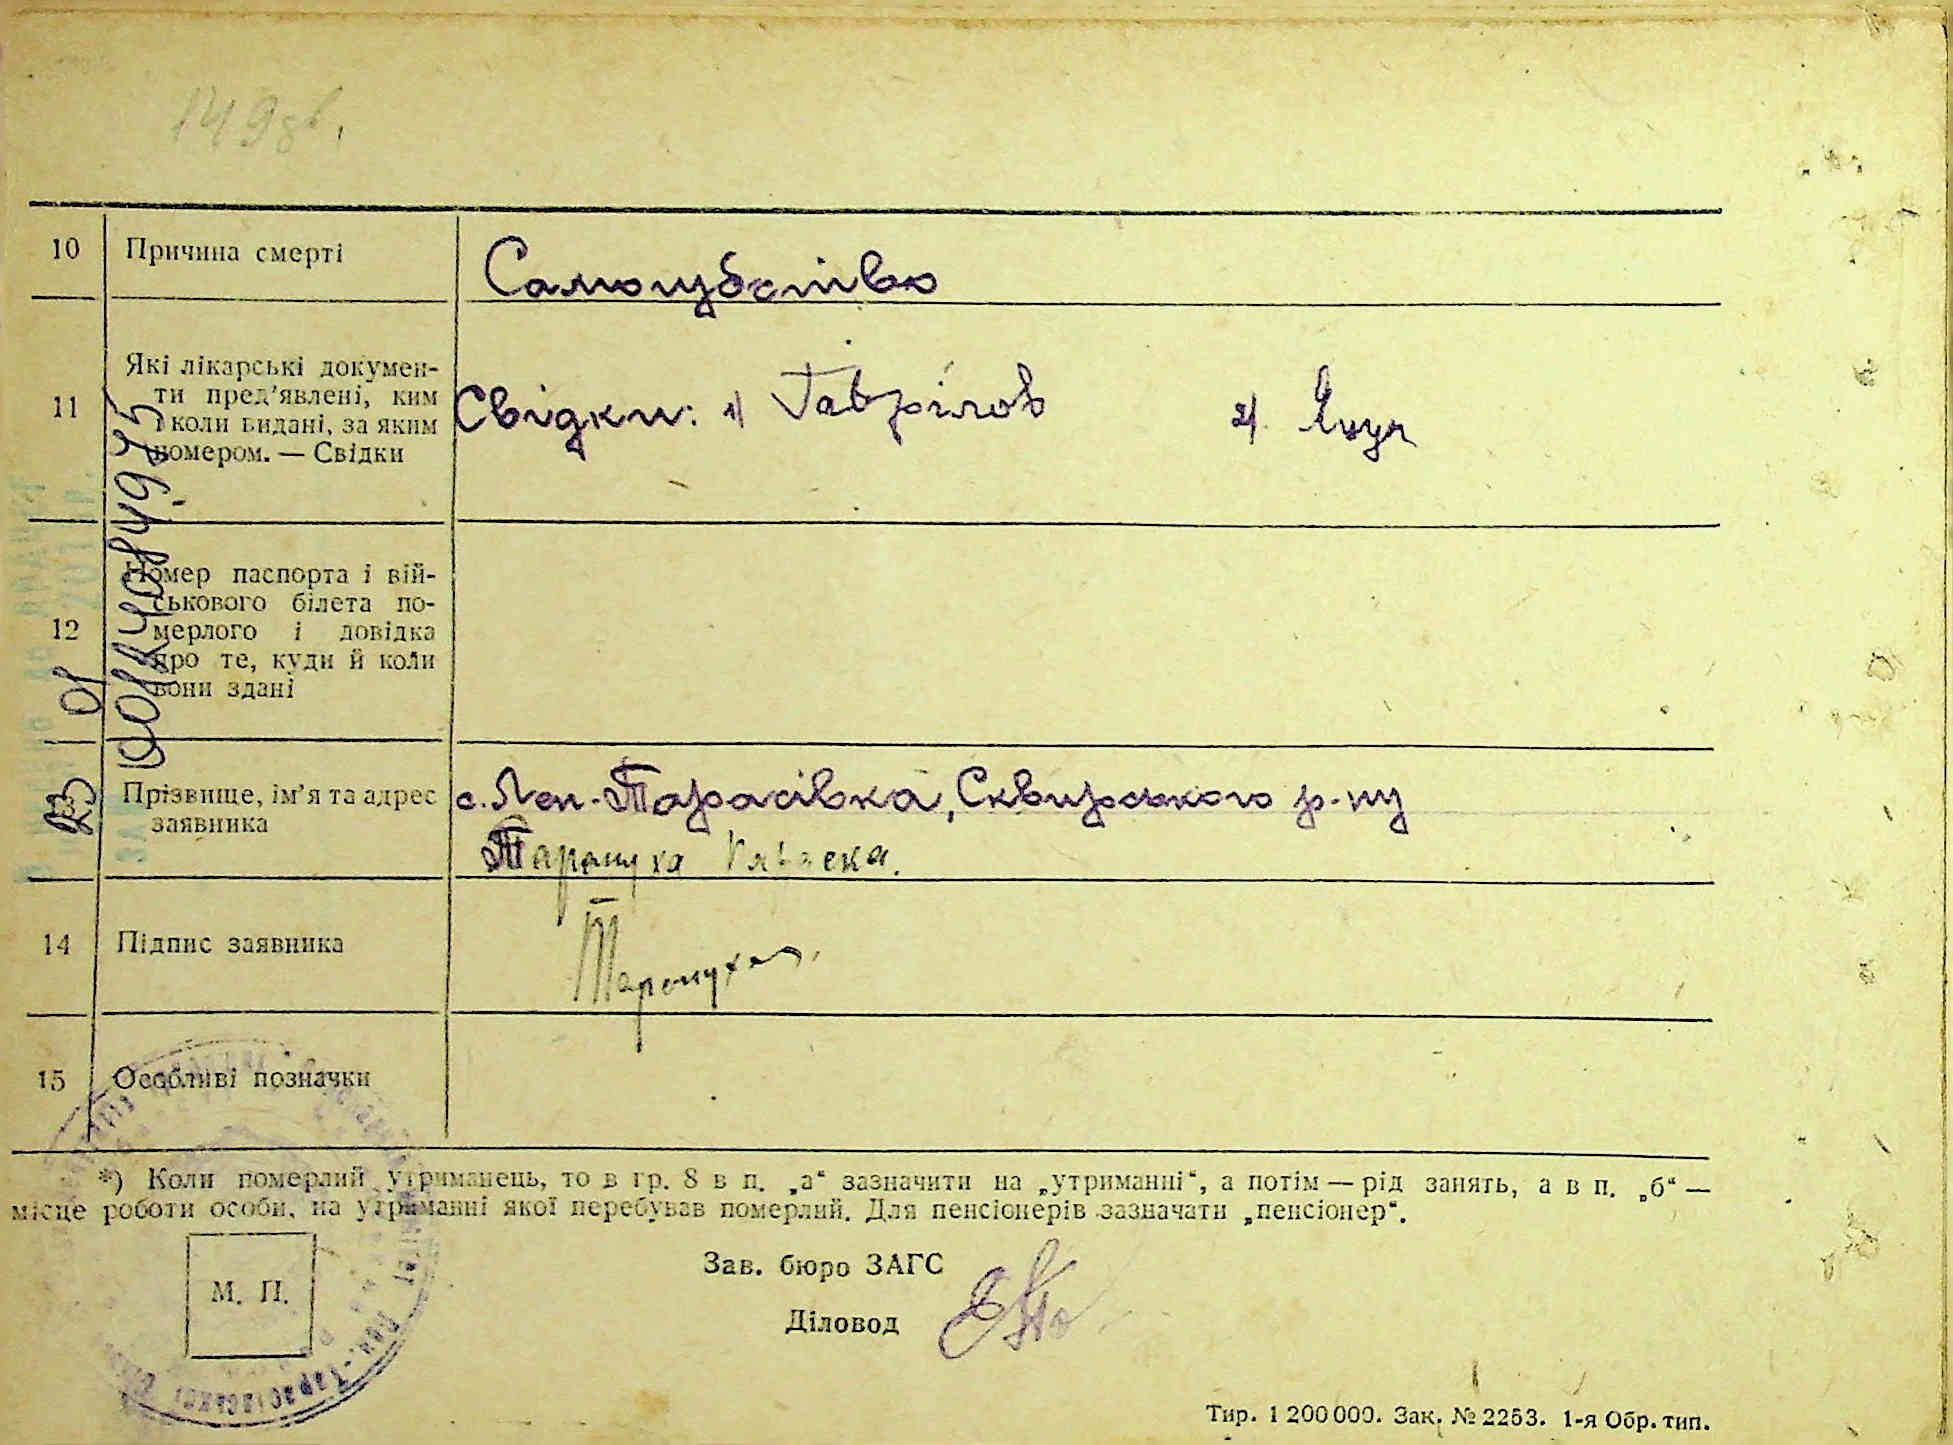 149 зв.
10 Причина смерті Самоубство
11 Які лікарські докумен-
ти пред’явлені, ким
і коли видані, за яким
номером. — Свідки
Свідки: 1) Гаврілов 2)
12 Номер паспорта і вій-
ськового білета по-
мерлого і довідка
про те, куди й коли
вони здані
13 Прізвище, ім’я та адрес
заявника
с. Лен.-Тарасівка, Сквирського р-ну
Тарануха
14 Підпис заявника Тарануха
15 Особливі позначки
*) Коли померлий утриманець, то в гр. 8 в п. „а“ зазначити на „утриманні“, а потім — рід занять, а в п. „б“ —
місце роботи особи, на утриманні якої перебував померлий. Для пенсіонерів зазначати „пенсіонер“.
М. П.
Зав. бюро ЗАГС
Діловод
Тир. 1 200 000. Зак. № 2253. 1-я Обр. тип.